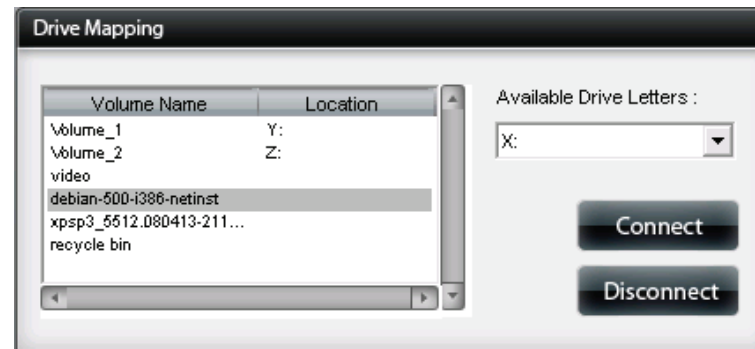 Drive Mapping
Volume Name Location
Volume_1 Y:
Volume_2 Z:
video
debian-500-i386-netinst
xpsp3_5512.080413-211...
recycle bin
Available Drive Letters :
X:
Connect
Disconnect